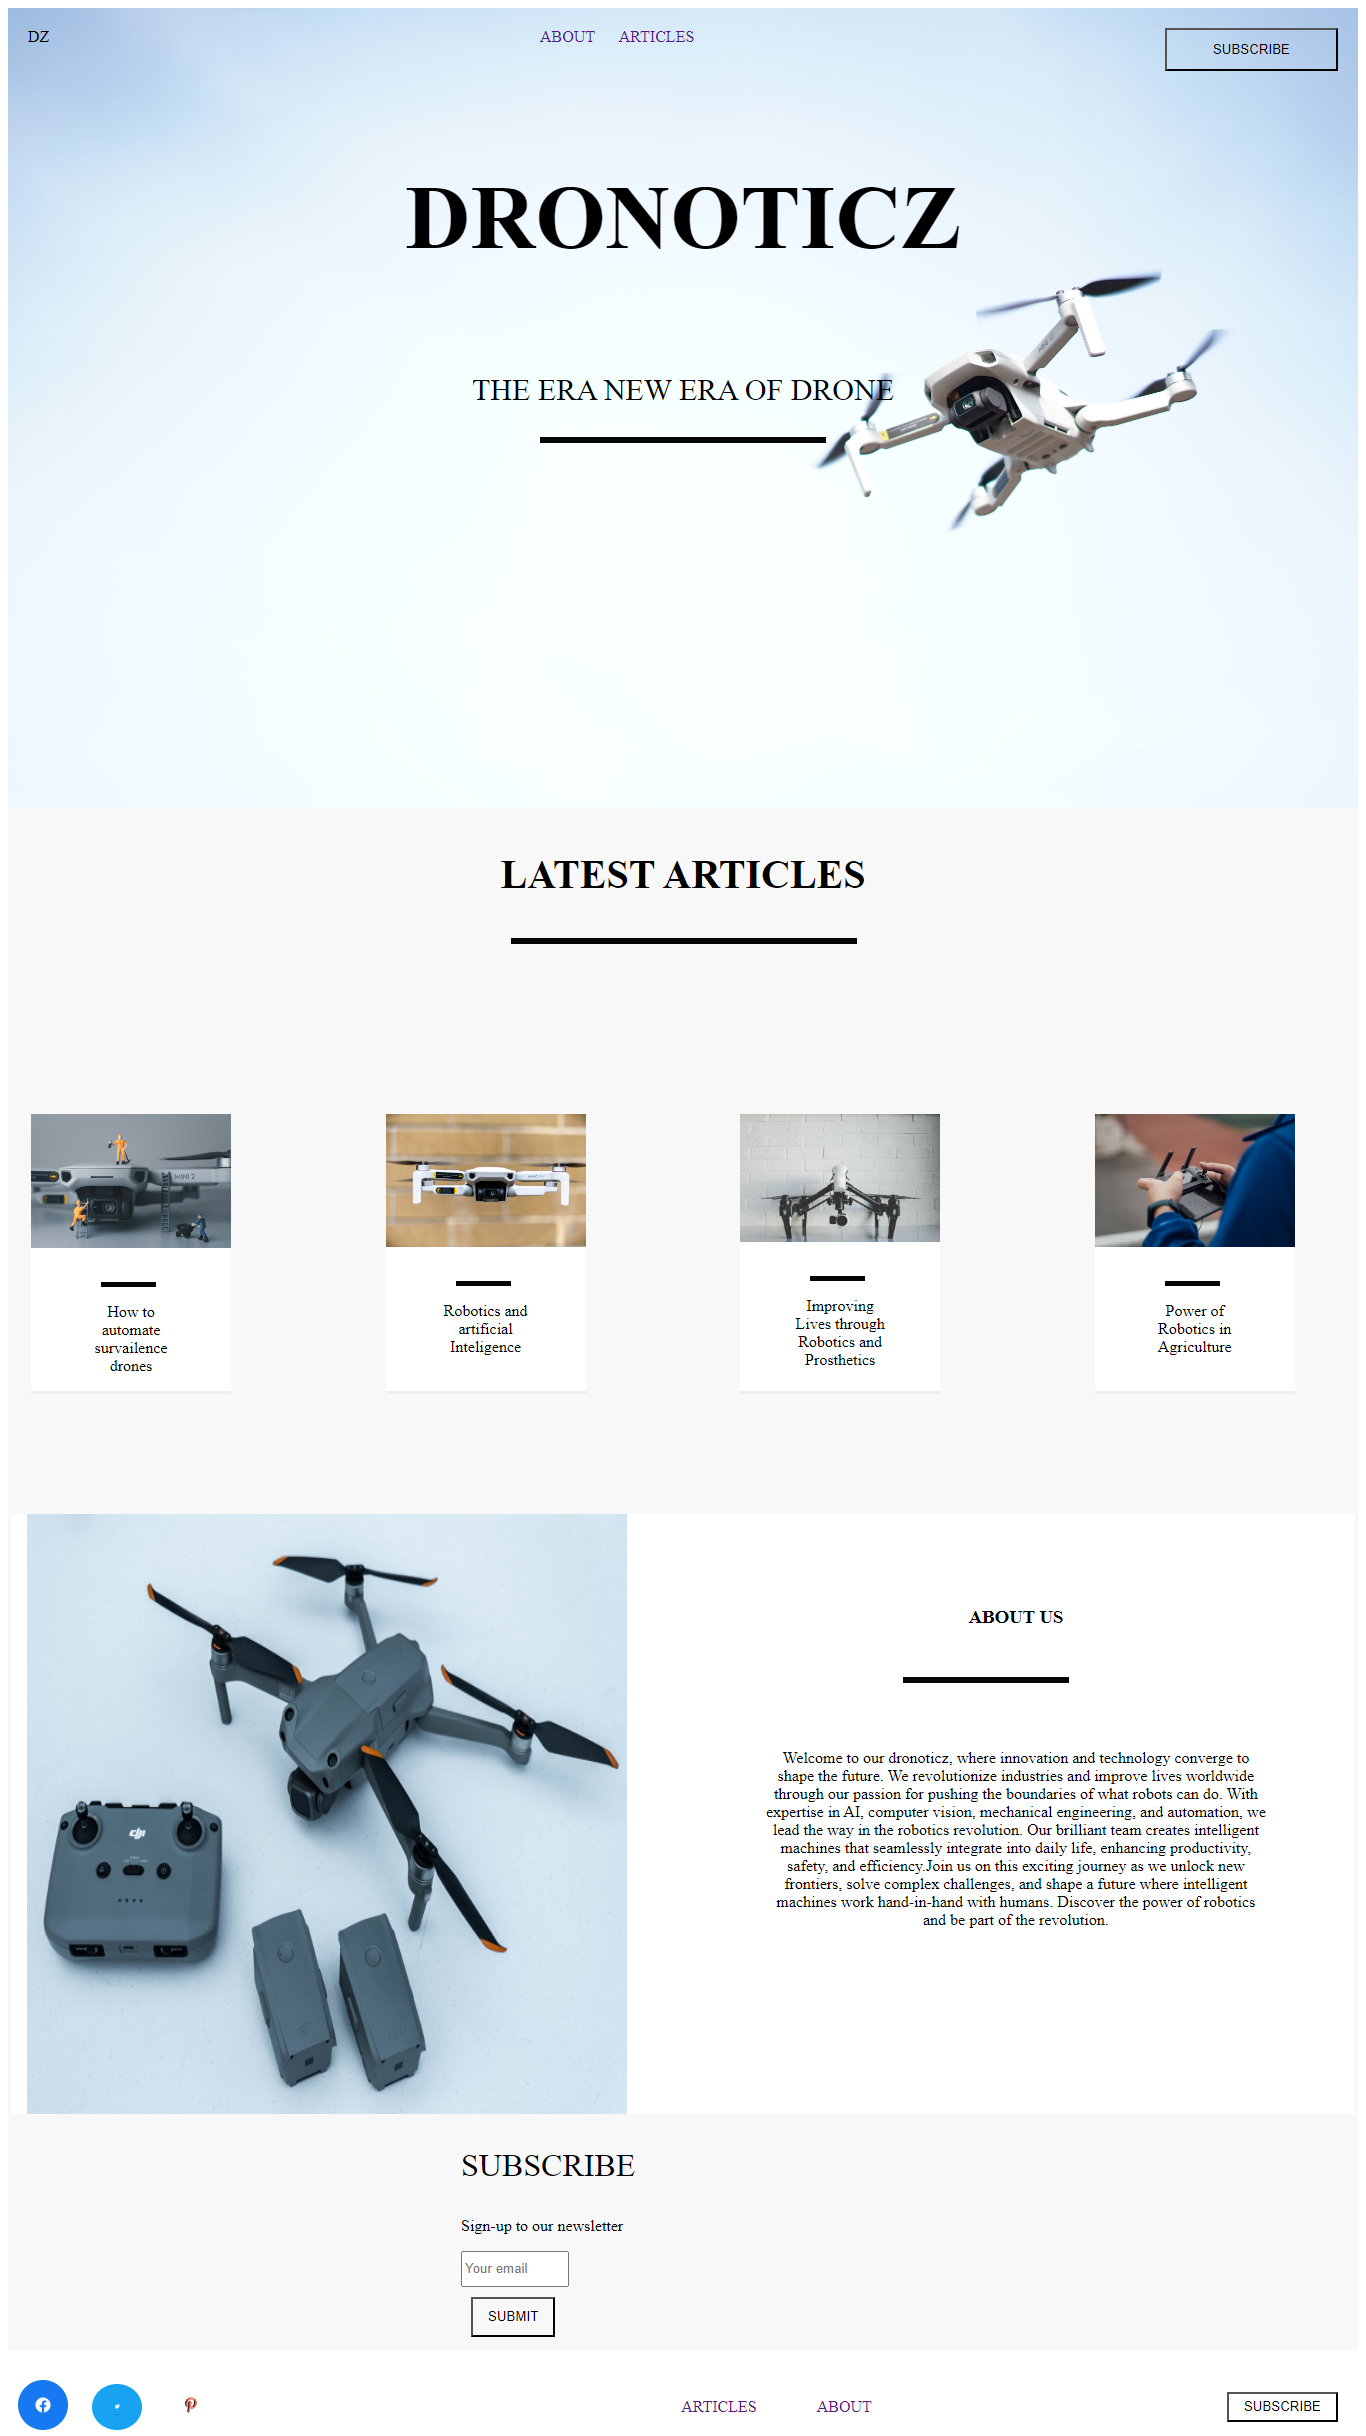 DZ
ABOUT ARTICLES
SUBSCRIBE
DRONOTICZ
THE ERA NEW ERA OF DRONE
LATEST ARTICLES
MINI 2
How to
automate
survailence
drones
Robotics and
artificial
Inteligence
Improving
Lives through
Robotics and
Prosthetics
Power of
Robotics in
Agriculture
dji
ABOUT US
Welcome to our dronoticz, where innovation and technology converge to
shape the future. We revolutionize industries and improve lives worldwide
through our passion for pushing the boundaries of what robots can do. With
expertise in AI, computer vision, mechanical engineering, and automation, we
lead the way in the robotics revolution. Our brilliant team creates intelligent
machines that seamlessly integrate into daily life, enhancing productivity,
safety, and efficiency.Join us on this exciting journey as we unlock new
frontiers, solve complex challenges, and shape a future where intelligent
machines work hand-in-hand with humans. Discover the power of robotics
and be part of the revolution.
SUBSCRIBE
Sign-up to our newsletter
Your email
SUBMIT
ARTICLES ABOUT
SUBSCRIBE